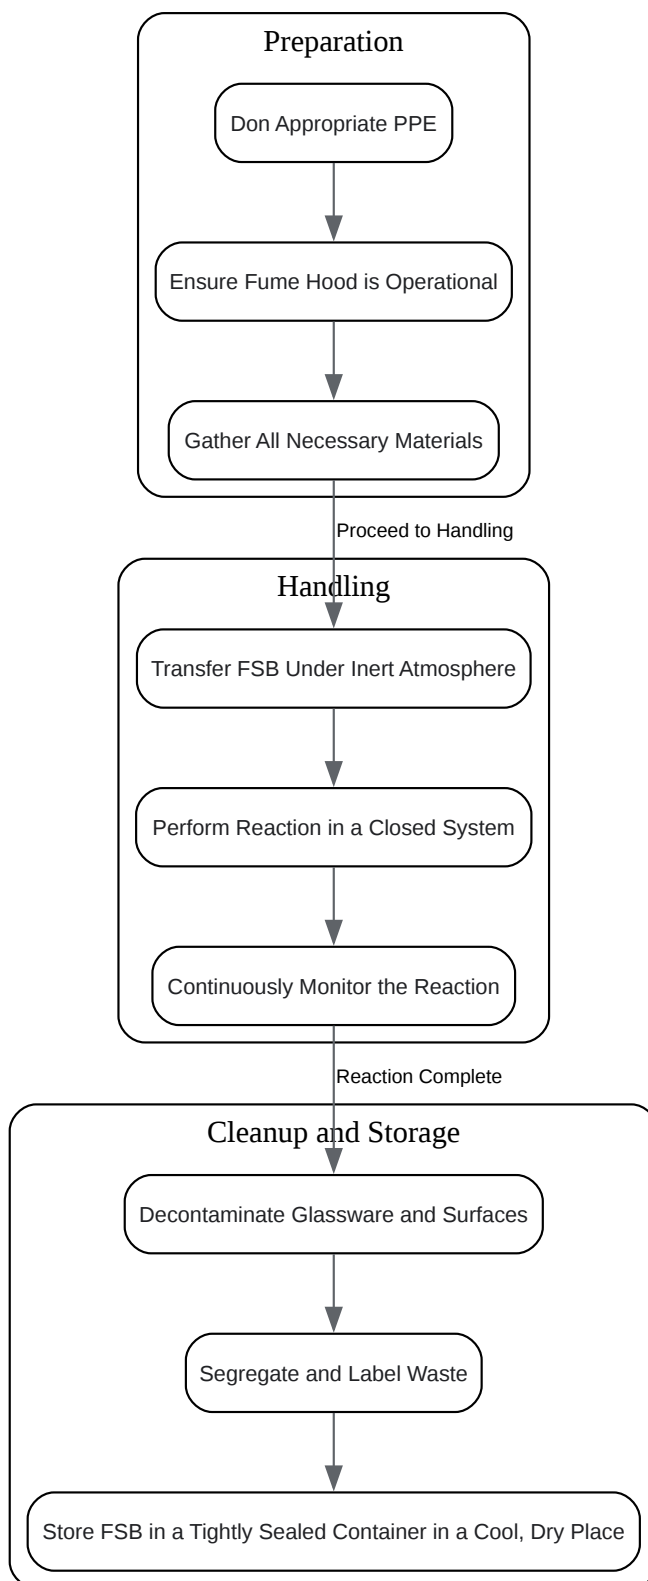 Preparation
Don Appropriate PPE
Ensure Fume Hood is Operational
Gather All Necessary Materials
Proceed to Handling
Handling
Transfer FSB Under Inert Atmosphere
Perform Reaction in a Closed System
Continuously Monitor the Reaction
Reaction Complete
Cleanup and Storage
Decontaminate Glassware and Surfaces
Segregate and Label Waste
Store FSB in a Tightly Sealed Container in a Cool, Dry Place